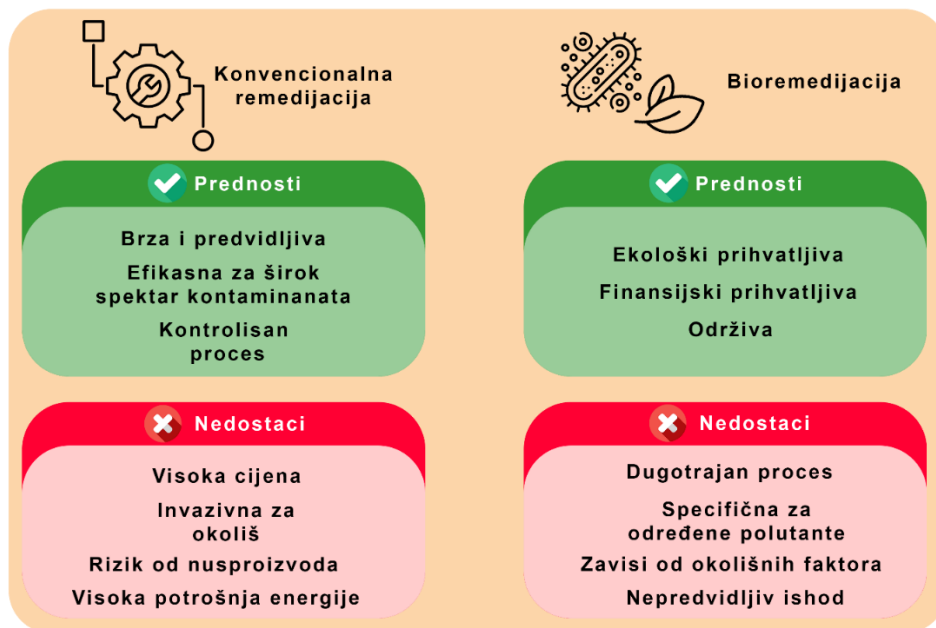 Konvencionalna
remedijacija
Prednosti
Brza i predvidljiva
Efikasna za širok
spektar kontaminanata
Kontrolisan
proces
Nedostaci
Visoka cijena
Invazivna za
okoliš
Rizik od nusproizvoda
Visoka potrošnja energije
Bioremedijacija
Prednosti
Ekološki prihvatljiva
Finansijski prihvatljiva
Održiva
Nedostaci
Dugotrajan proces
Specifična za
određene polutante
Zavisi od okolišnih faktora
Nepredvidljiv ishod